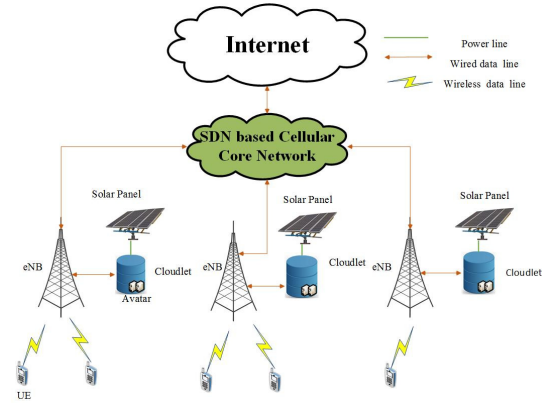 Internet
Power line
Wired data line
Wireless data line
SDN based Cellular
Core Network
Solar Panel
Solar Panel
Solar Panel
eNB
Cloudlet
Avatar
eNB
Cloudlet
eNB
Cloudlet
UE